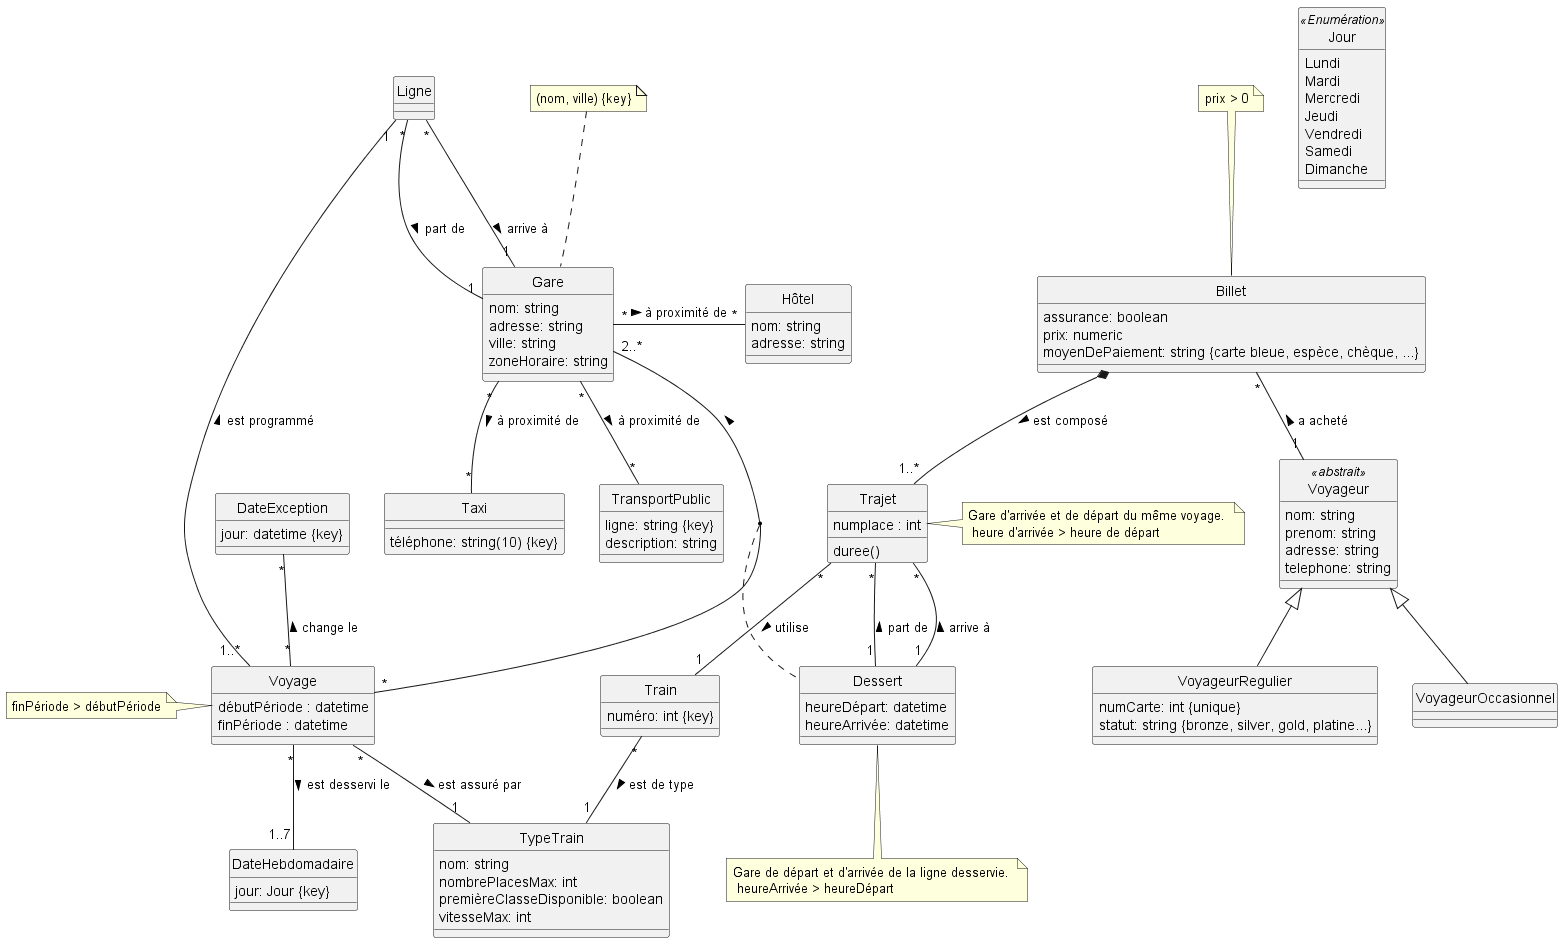 «Enumération»
Jour
Lundi
Mardi
Mercredi
Jeudi
Vendredi
Samedi
Dimanche
Ligne
(nom, ville) {key}
prix > 0
1
*
*
part de
arrive à
1
1
Gare
nom: string
adresse: string
ville: string
zoneHoraire: string
* à proximité de *
2..*
Hôtel
nom: string
adresse: string
Billet
assurance: boolean
prix: numeric
moyenDePaiement: string {carte bleue, espèce, chèque, ...}
*
*
*
est programmé
à proximité de
à proximité de
est composé
a acheté
1
*
*
1..*
DateException
jour: datetime {key}
Taxi
téléphone: string(10) {key}
TransportPublic
ligne: string {key}
description: string
Trajet
numplace : int
duree()
Gare d'arrivée et de départ du même voyage.
heure d'arrivée > heure de départ
«abstrait»
Voyageur
nom: string
prenom: string
adresse: string
telephone: string
*
*
*
*
change le
utilise
part de
arrive à
1..*
*
1
1
1
*
finPériode > débutPériode
Voyage
débutPériode : datetime
finPériode : datetime
Train
numéro: int {key}
Dessert
heureDépart: datetime
heureArrivée: datetime
VoyageurRegulier
numCarte: int {unique}
statut: string {bronze, silver, gold, platine...}
VoyageurOccasionnel
*
*
*
est desservi le
est assuré par
est de type
1..7
1
1
DateHebdomadaire
jour: Jour {key}
TypeTrain
nom: string
nombrePlacesMax: int
premièreClasseDisponible: boolean
vitesseMax: int
Gare de départ et d'arrivée de la ligne desservie.
heureArrivée > heureDépart